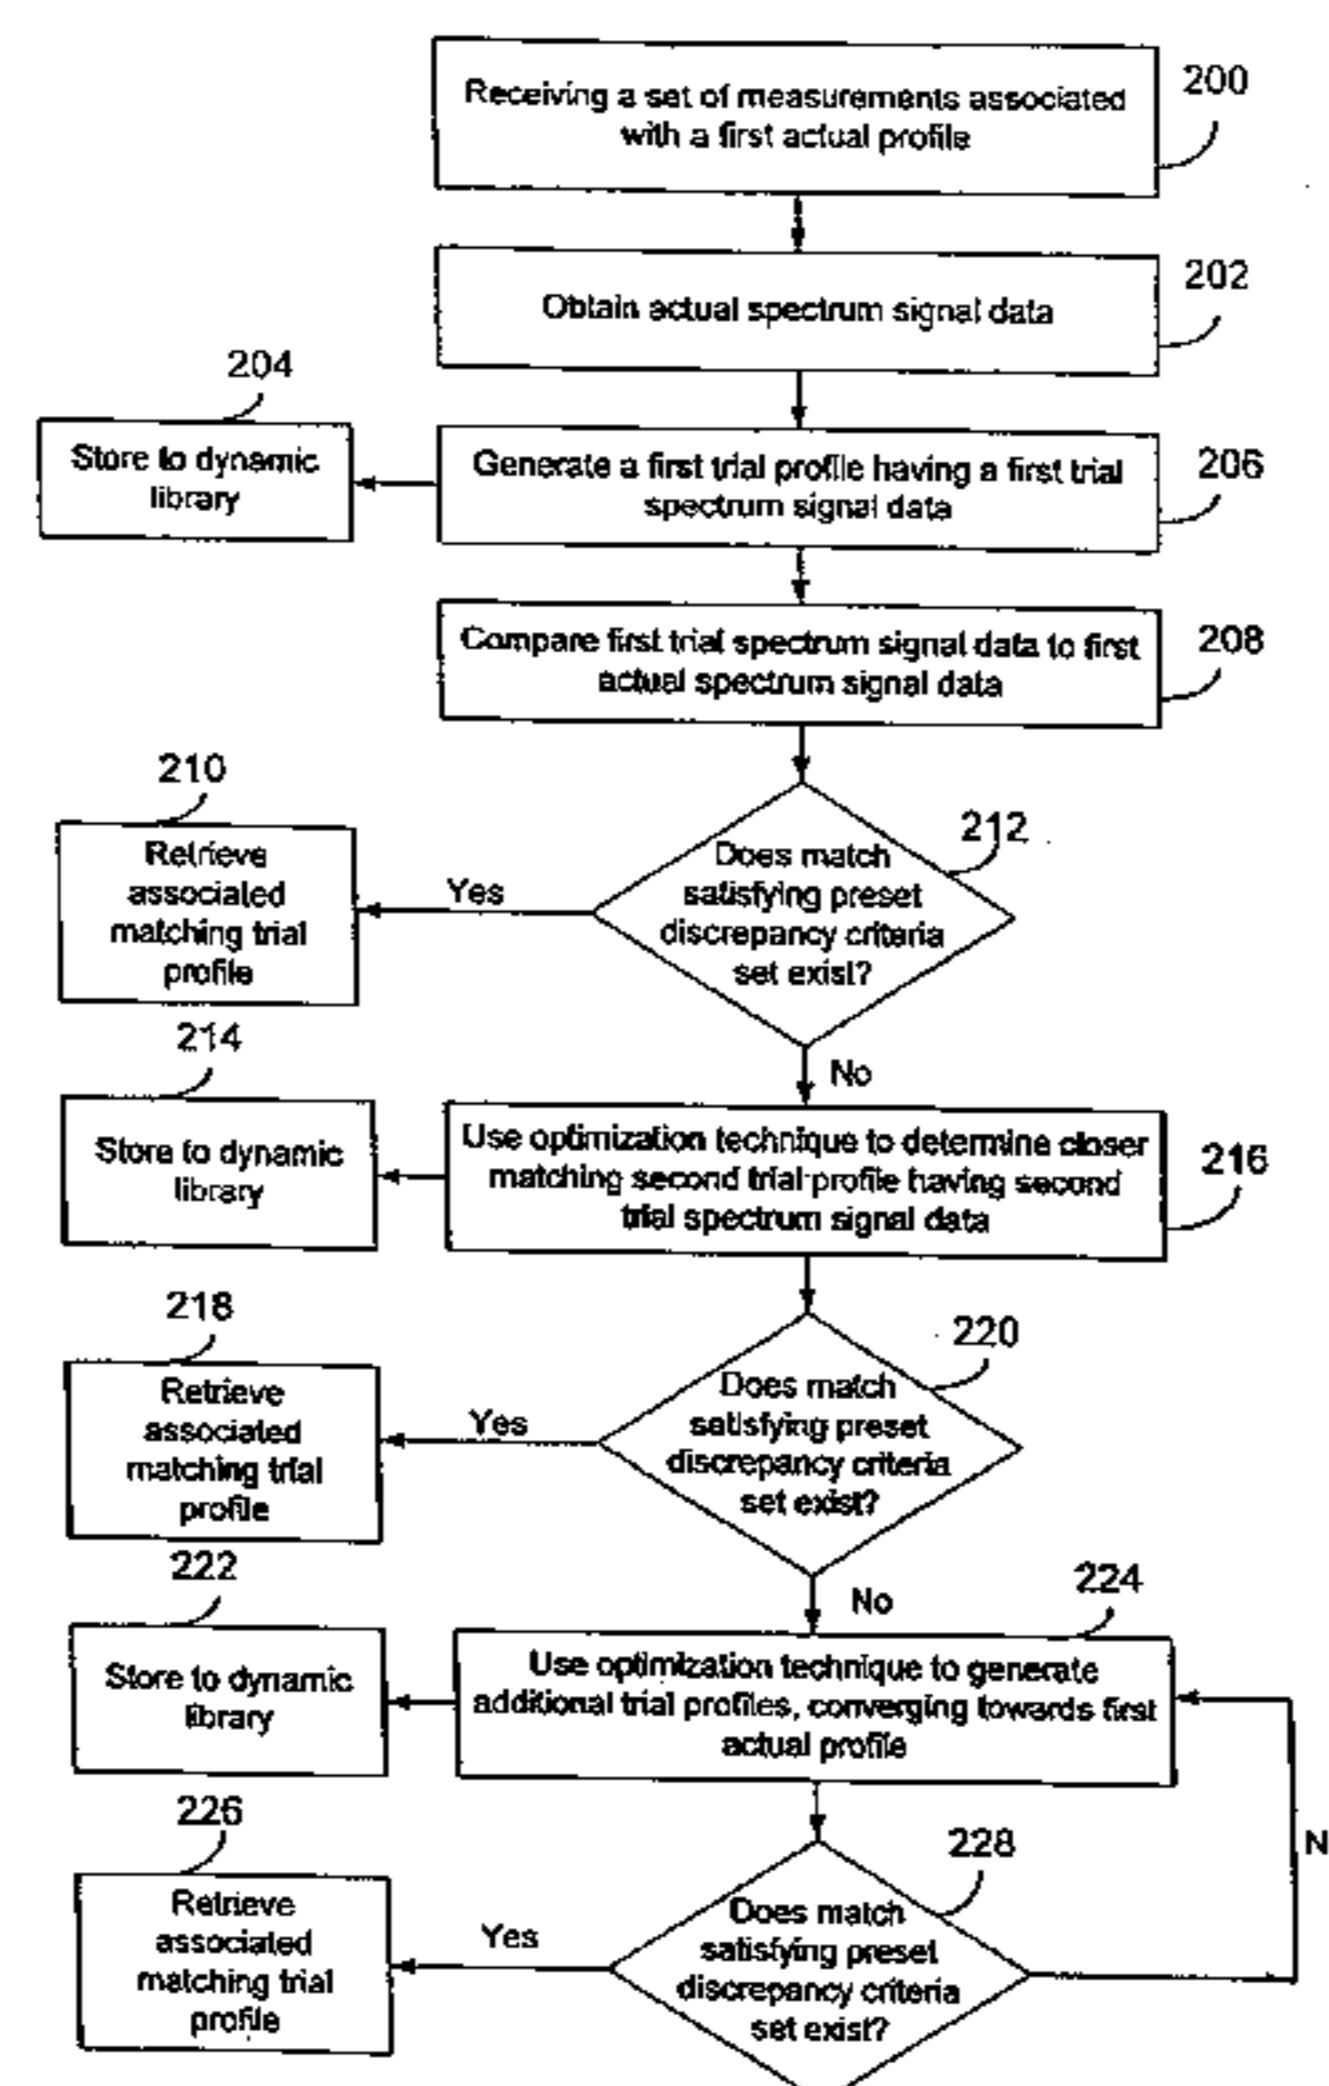 200
Receiving a set of measurements associated
with a first actual profile
202
Obtain actual spectrum signal data
204
Store to dynamic
library
206
Generate a first trial profile having a first trial
spectrum signal data
208
Compare first trial spectrum signal data to first
actual spectrum signal data
210
Retrieve
associated
matching trial
profile
Yes
212
Does match
satisfying preset
discrepancy criteria
set exist?
No
214
Store to dynamic
library
216
Use optimization technique to determine closer
matching second trial profile having second
trial spectrum signal data
218
Retrieve
associated
matching trial
profile
Yes
220
Does match
satisfying preset
discrepancy criteria
set exist?
No
222
Store to dynamic
library
224
Use optimization technique to generate
additional trial profiles, converging towards first
actual profile
226
Retrieve
associated
matching trial
profile
Yes
228
Does match
satisfying preset
discrepancy criteria
set exist?
N